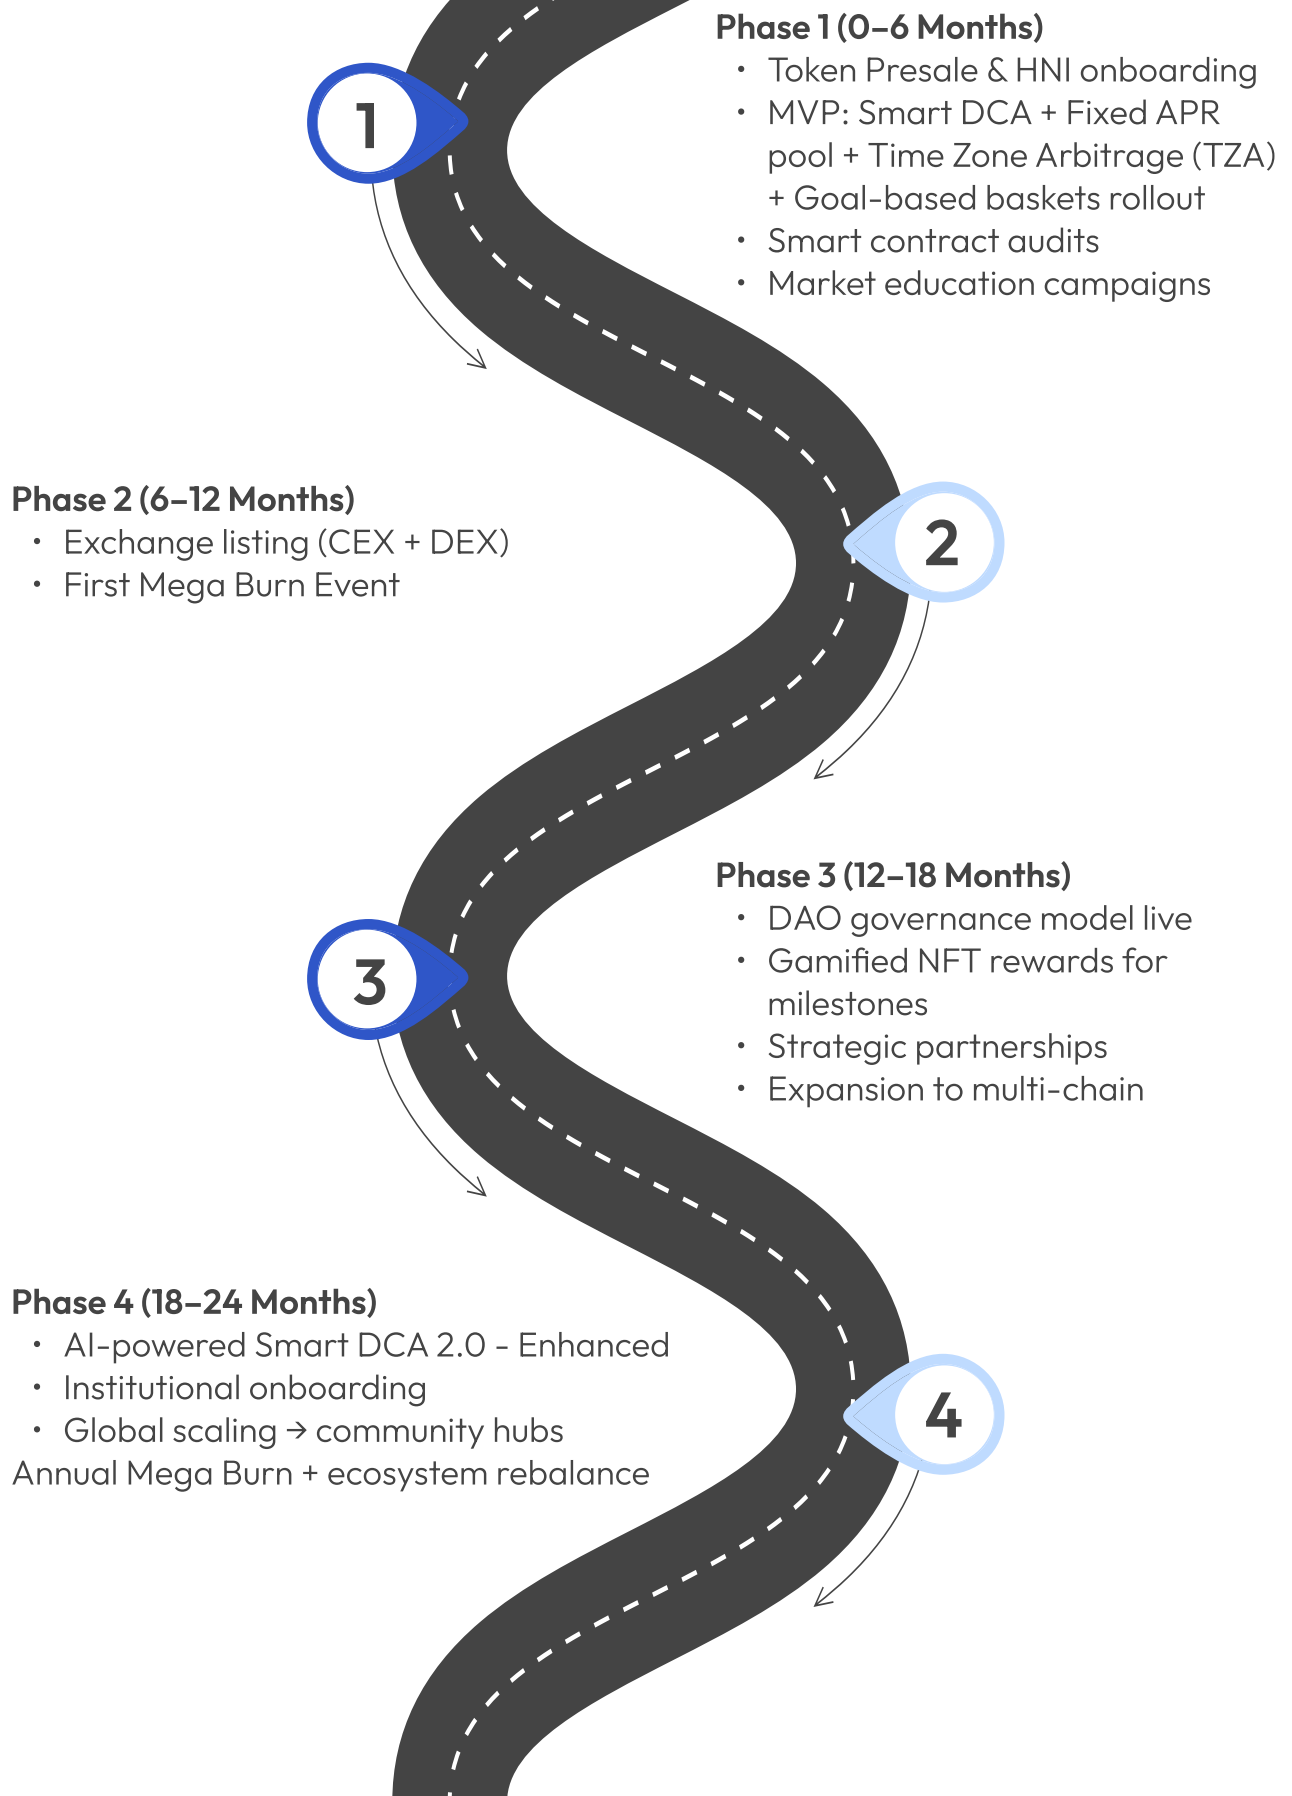 Phase 1 (0–6 Months)
• Token Presale & HNI onboarding
• MVP: Smart DCA + Fixed APR
pool + Time Zone Arbitrage (TZA)
+ Goal-based baskets rollout
• Smart contract audits
• Market education campaigns
1
Phase 2 (6–12 Months)
• Exchange listing (CEX + DEX)
• First Mega Burn Event
2
Phase 3 (12–18 Months)
• DAO governance model live
• Gamified NFT rewards for
milestones
• Strategic partnerships
• Expansion to multi-chain
3
Phase 4 (18–24 Months)
• AI-powered Smart DCA 2.0 - Enhanced
• Institutional onboarding
• Global scaling → community hubs
Annual Mega Burn + ecosystem rebalance
4